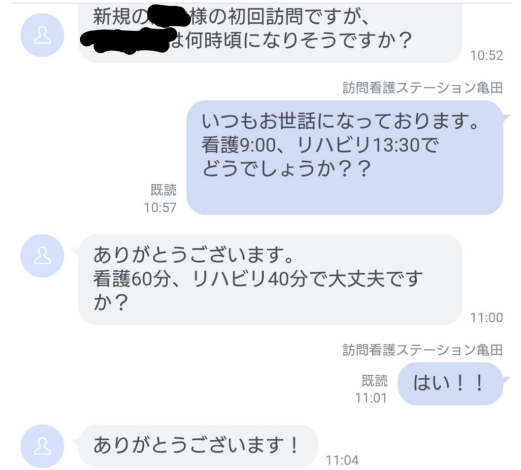 新規の
様の初回訪問ですが、
は何時頃になりそうですか？
10:52
訪問看護ステーション亀田
いつもお世話になっております。
看護9:00、リハビリ13:30で
どうでしょうか？？
既読
10:57
ありがとうございます。
看護60分、リハビリ40分で大丈夫です
か？
11:00
訪問看護ステーション亀田
はい！！
既読
11:01
ありがとうございます！
11:04